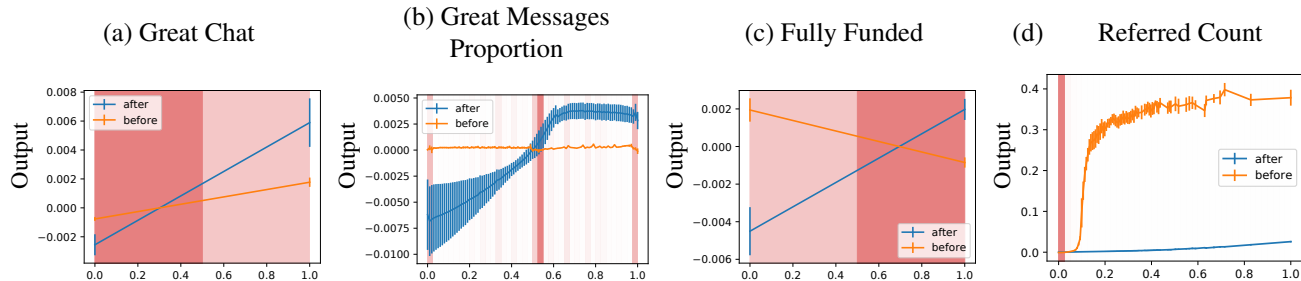 (a) Great Chat
(b) Great Messages
Proportion
(c) Fully Funded
(d) Referred Count
Output
0.008
0.006
0.004
0.002
0.000
−0.002
after
before
0.0 0.2 0.4 0.6 0.8 1.0
0.0050
0.0025
0.0000
−0.0025
−0.0050
−0.0075
−0.0100
after
before
0.0 0.2 0.4 0.6 0.8 1.0
Output
0.002
0.000
−0.002
−0.004
−0.006
after
before
0.0 0.2 0.4 0.6 0.8 1.0
Output
0.4
0.3
0.2
0.1
0.0
after
before
0.0 0.2 0.4 0.6 0.8 1.0
Output